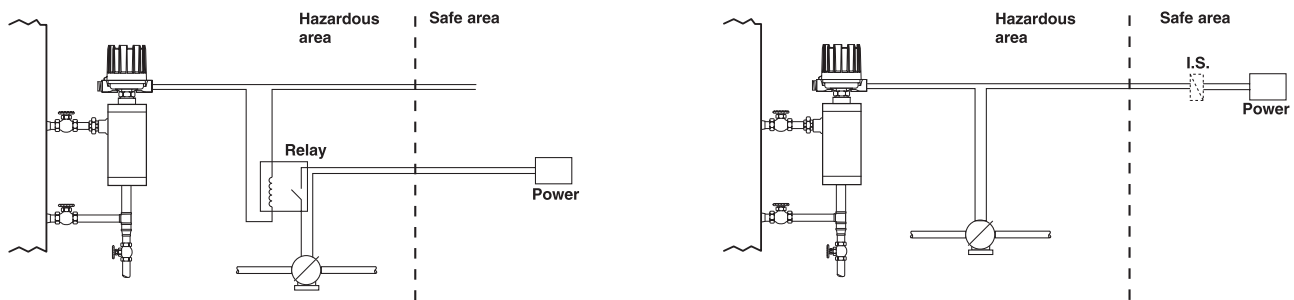 Hazardous
area
Safe area
Relay
Power
Hazardous
area
Safe area
I.S.
Power